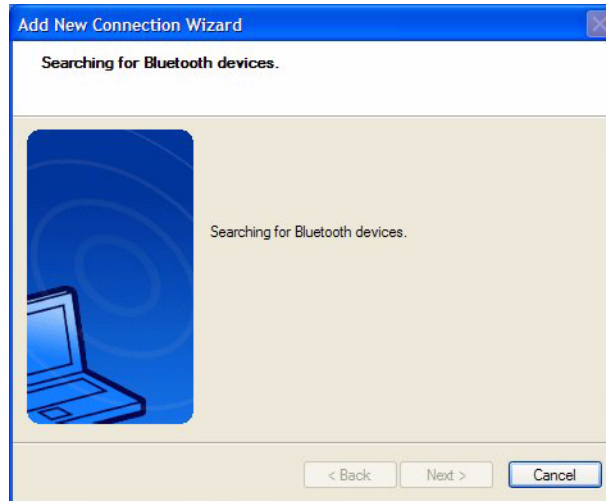 Add New Connection Wizard
Searching for Bluetooth devices.
Searching for Bluetooth devices.
< Back Next > Cancel